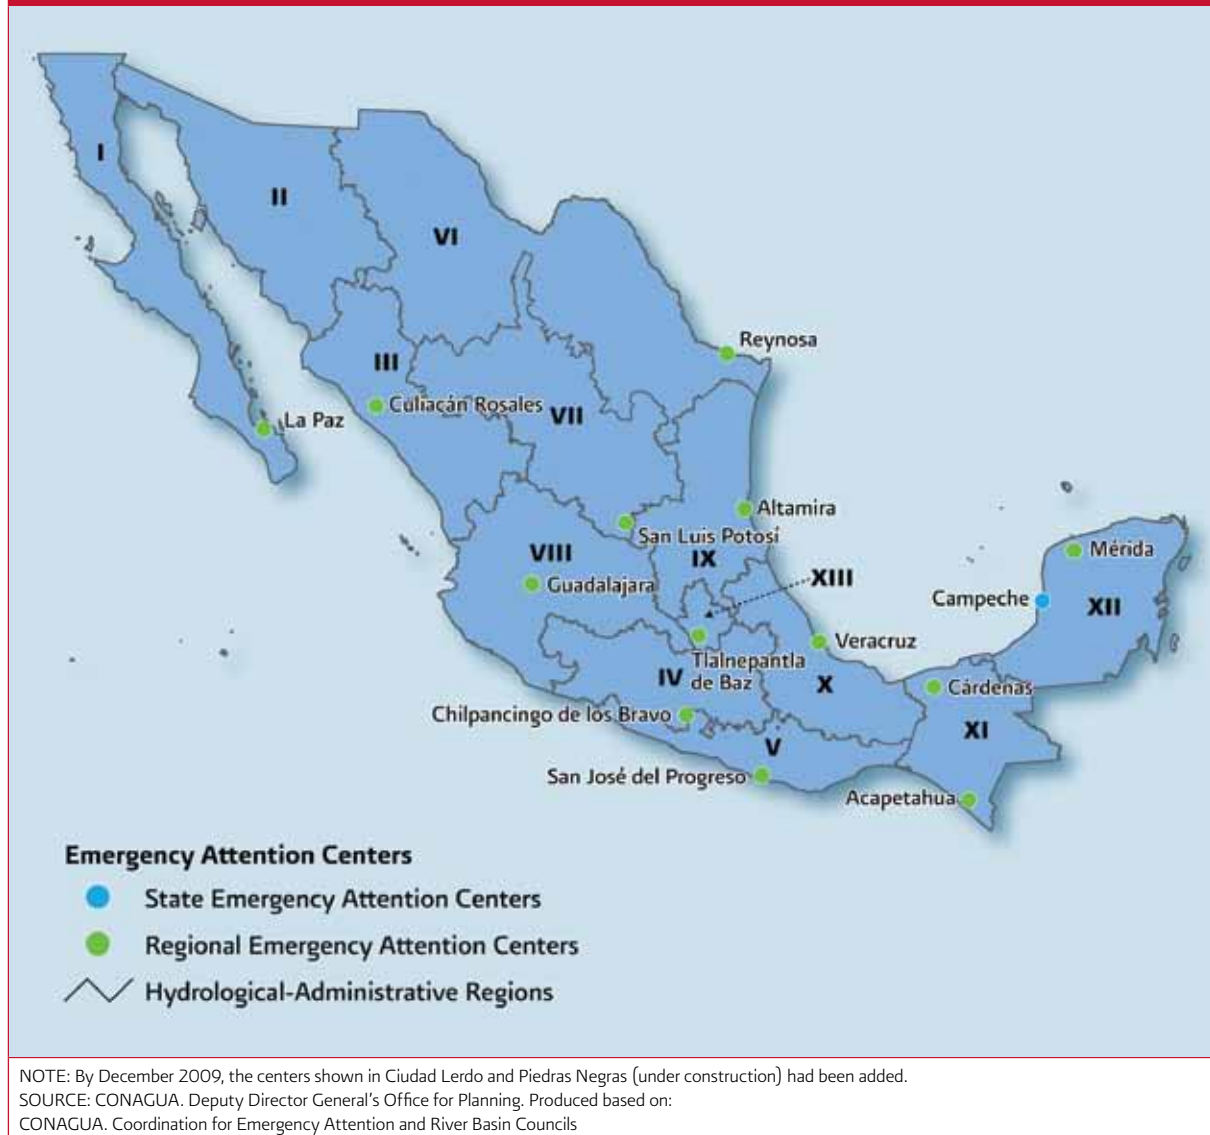 I
II
VI
Reynosa
III
Culiacán Rosales
VII
La Paz
Altamira
San Luis Potosí
VIII
IX
XIII
Mérida
Guadalajara
Campeche
XII
Veracruz
Tlalnepantla
de Baz
IV
X
Cárdenas
Chilpancingo de los Bravo
XI
V
San José del Progreso
Acapetahua
Emergency Attention Centers
State Emergency Attention Centers
Regional Emergency Attention Centers
Hydrological-Administrative Regions
NOTE: By December 2009, the centers shown in Ciudad Lerdo and Piedras Negras (under construction) had been added.
SOURCE: CONAGUA. Deputy Director General's Office for Planning. Produced based on:
CONAGUA. Coordination for Emergency Attention and River Basin Councils